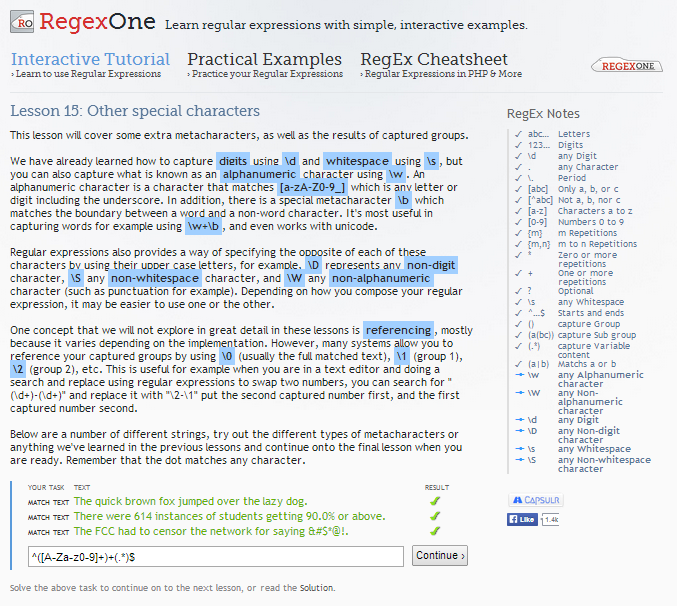 RO RegexOne Learn regular expressions with simple, interactive examples.
Interactive Tutorial Practical Examples RegEx Cheatsheet
› Learn to use Regular Expressions › Practice your Regular Expressions › Regular Expressions in PHP & More
REGEXONE
Lesson 15: Other special characters
This lesson will cover some extra metacharacters, as well as the results of captured groups.
We have already learned how to capture digits using \d and whitespace using \s , but
you can also capture what is known as an alphanumeric character using \w . An
alphanumeric character is a character that matches [a-zA-Z0-9_] which is any letter or
digit including the underscore. In addition, there is a special metacharacter \b which
matches the boundary between a word and a non-word character. It's most useful in
capturing words for example using \w+\b , and even works with unicode.
Regular expressions also provides a way of specifying the opposite of each of these
characters by using their upper case letters, for example, \D represents any non-digit
character, \S any non-whitespace character, and \W any non-alphanumeric
character (such as punctuation for example). Depending on how you compose your regular
expression, it may be easier to use one or the other.
One concept that we will not explore in great detail in these lessons is referencing , mostly
because it varies depending on the implementation. However, many systems allow you to
reference your captured groups by using \0 (usually the full matched text), \1 (group 1),
\2 (group 2), etc. This is useful for example when you are in a text editor and doing a
search and replace using regular expressions to swap two numbers, you can search for "
(\d+)-(\d+)" and replace it with "\2-\1" put the second captured number first, and the first
captured number second.
Below are a number of different strings, try out the different types of metacharacters or
anything we've learned in the previous lessons and continue onto the final lesson when you
are ready. Remember that the dot matches any character.
YOUR TASK TEXT RESULT
MATCH TEXT The quick brown fox jumped over the lazy dog.
MATCH TEXT There were 614 instances of students getting 90.0% or above.
MATCH TEXT The FCC had to censor the network for saying &#$*@!.
^([A-Za-z0-9]+)+(.*)$ Continue ›
Solve the above task to continue on to the next lesson, or read the Solution.
RegEx Notes
abc... Letters
123... Digits
\d any Digit
. any Character
\. Period
[abc] Only a, b, or c
[^abc] Not a, b, nor c
[a-z] Characters a to z
[0-9] Numbers 0 to 9
{m} m Repetitions
{m,n} m to n Repetitions
* Zero or more
repetitions
+ One or more
repetitions
? Optional
\s any Whitespace
^...$ Starts and ends
() capture Group
(a(bc)) capture Sub group
(.*) capture Variable
content
(a|b) Matchs a or b
\w any Alphanumeric
character
\W any Non-
alphanumeric
character
\d any Digit
\D any Non-digit
character
\s any Whitespace
\S any Non-whitespace
character
CAPSULR
Like 1.4k